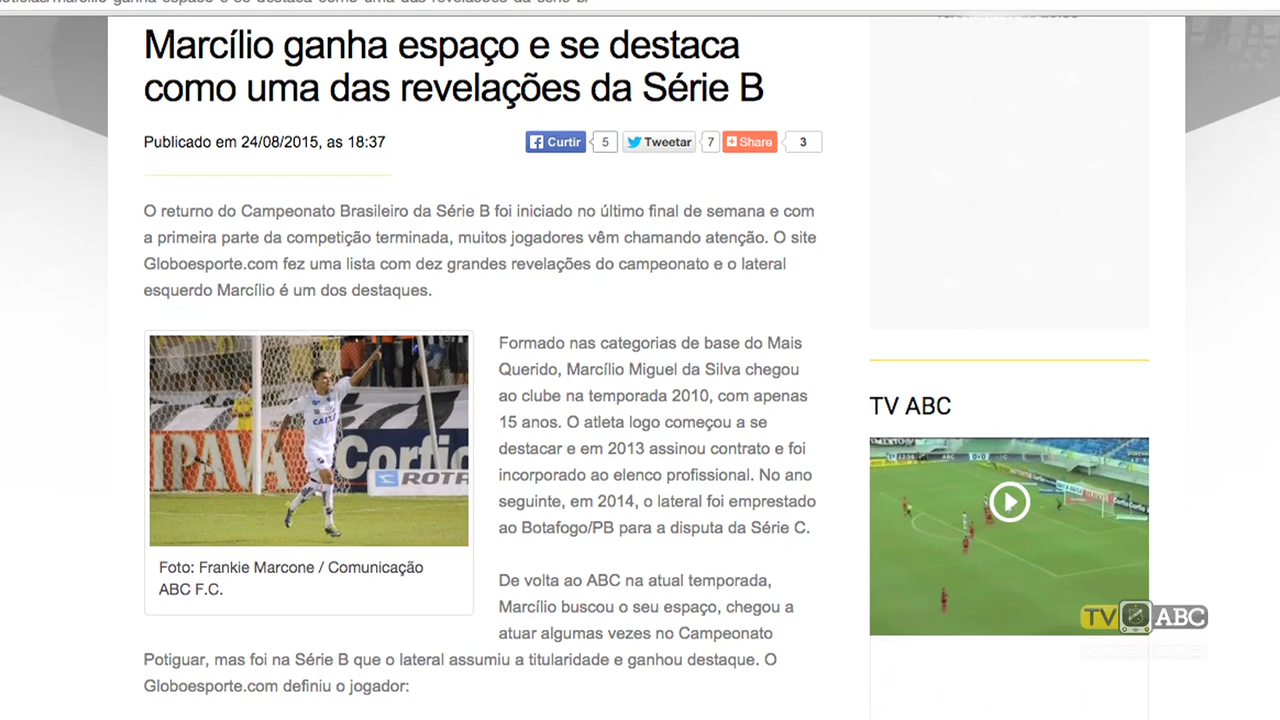 Marcílio ganha espaço e se destaca
como uma das revelações da Série B
Publicado em 24/08/2015, as 18:37
Curtir 5 Tweetar 7 Share 3
O returno do Campeonato Brasileiro da Série B foi iniciado no último final de semana e com
a primeira parte da competição terminada, muitos jogadores vêm chamando atenção. O site
Globoesporte.com fez uma lista com dez grandes revelações do campeonato e o lateral
esquerdo Marcílio é um dos destaques.
Formado nas categorias de base do Mais
Querido, Marcílio Miguel da Silva chegou
ao clube na temporada 2010, com apenas
15 anos. O atleta logo começou a se
destacar e em 2013 assinou contrato e foi
incorporado ao elenco profissional. No ano
seguinte, em 2014, o lateral foi emprestado
ao Botafogo/PB para a disputa da Série C.
IPAVA
CAIXA
Corfio
ROTA
Foto: Frankie Marcone / Comunicação
ABC F.C.
De volta ao ABC na atual temporada,
Marcílio buscou o seu espaço, chegou a
atuar algumas vezes no Campeonato
Potiguar, mas foi na Série B que o lateral assumiu a titularidade e ganhou destaque. O
Globoesporte.com definiu o jogador:
TV ABC
ABC 0-0
TV ABC